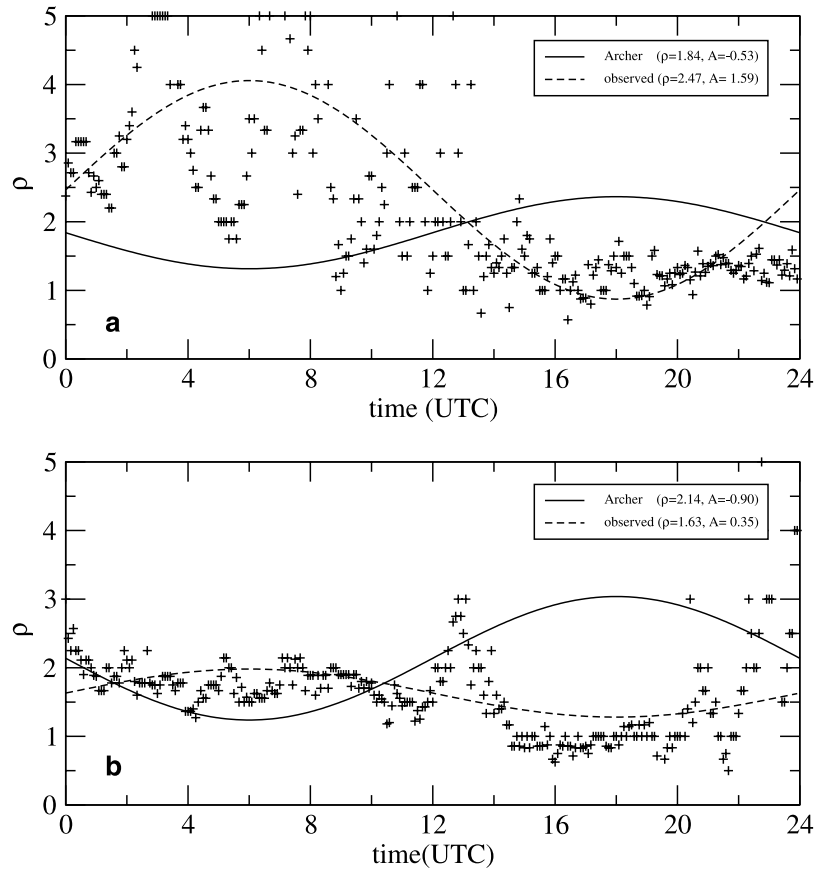 5
4
3
2
1
0
ρ
Archer (ρ=1.84, A=-0.53)
observed (ρ=2.47, A= 1.59)
a
0 4 8 12 16 20 24
time (UTC)
5
4
3
2
1
0
ρ
Archer (ρ=2.14, A=-0.90)
observed (ρ=1.63, A= 0.35)
b
0 4 8 12 16 20 24
time(UTC)